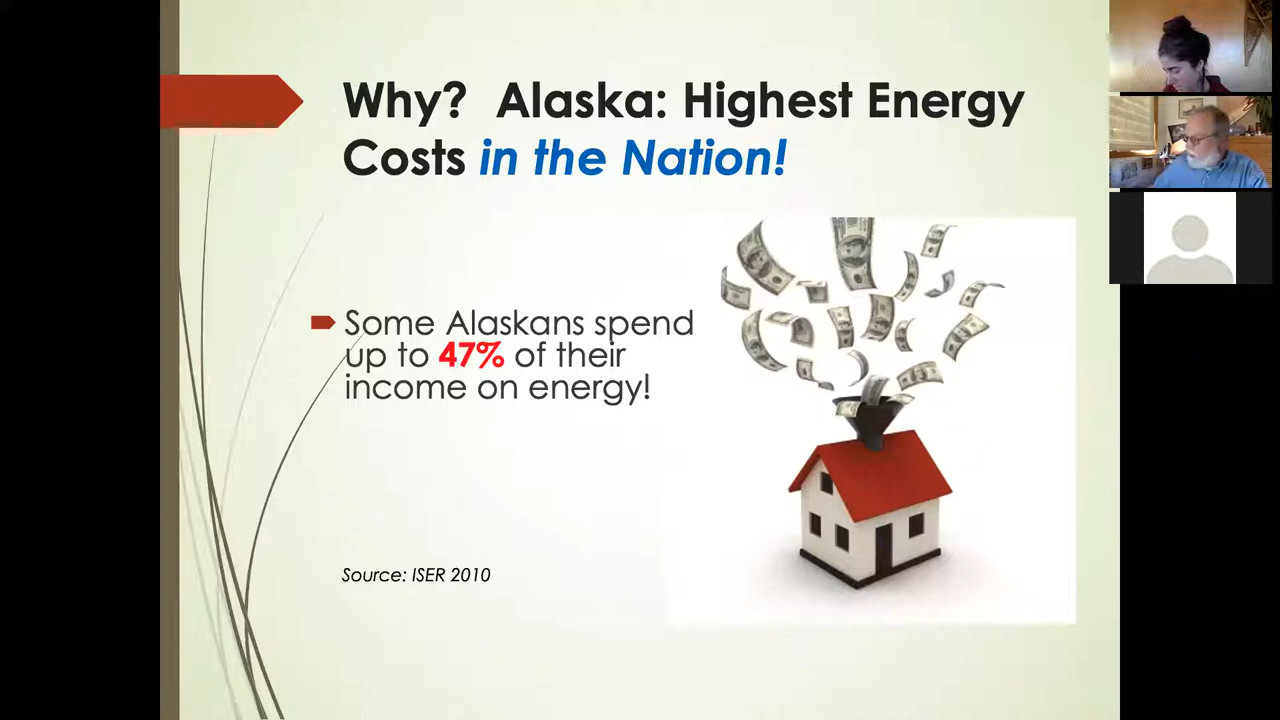 Why? Alaska: Highest Energy
Costs in the Nation!
Some Alaskans spend
up to 47% of their
income on energy!
Source: ISER 2010